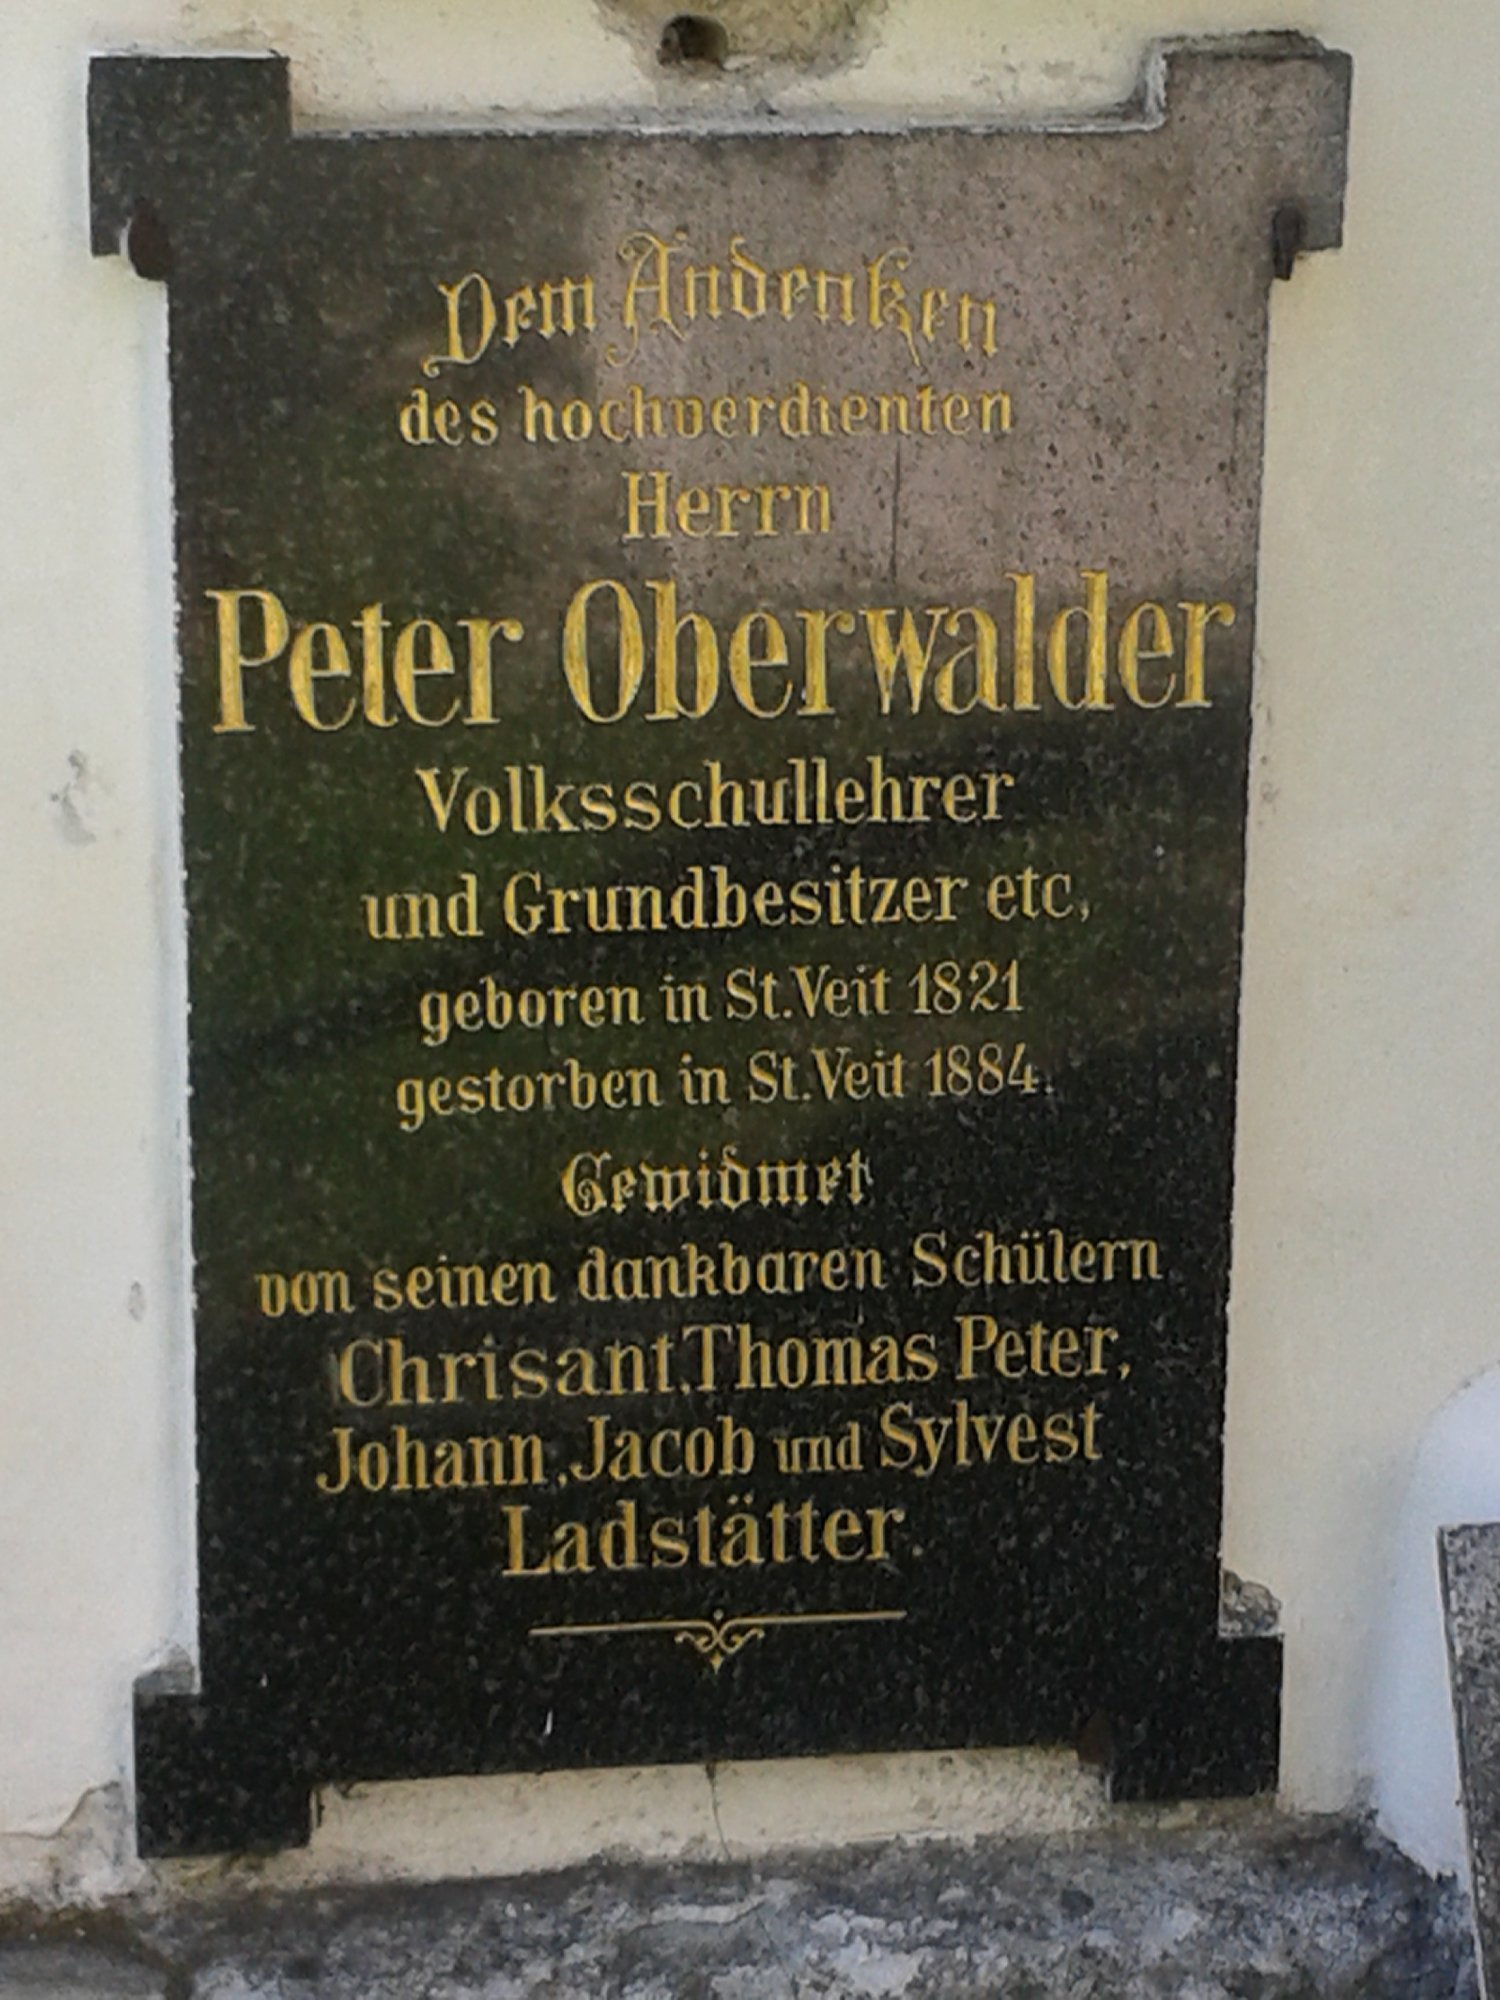 Dem Andenken
des hochverdienten
Herrn
Peter Oberwalder
Volksschullehrer
und Grundbesitzer etc,
geboren in St. Veit 1821
gestorben in St. Veit 1884.
Gewidmet
von seinen dankbaren Schülern
Chrisant, Thomas Peter,
Johann, Jacob und Sylvest
Ladstätter.